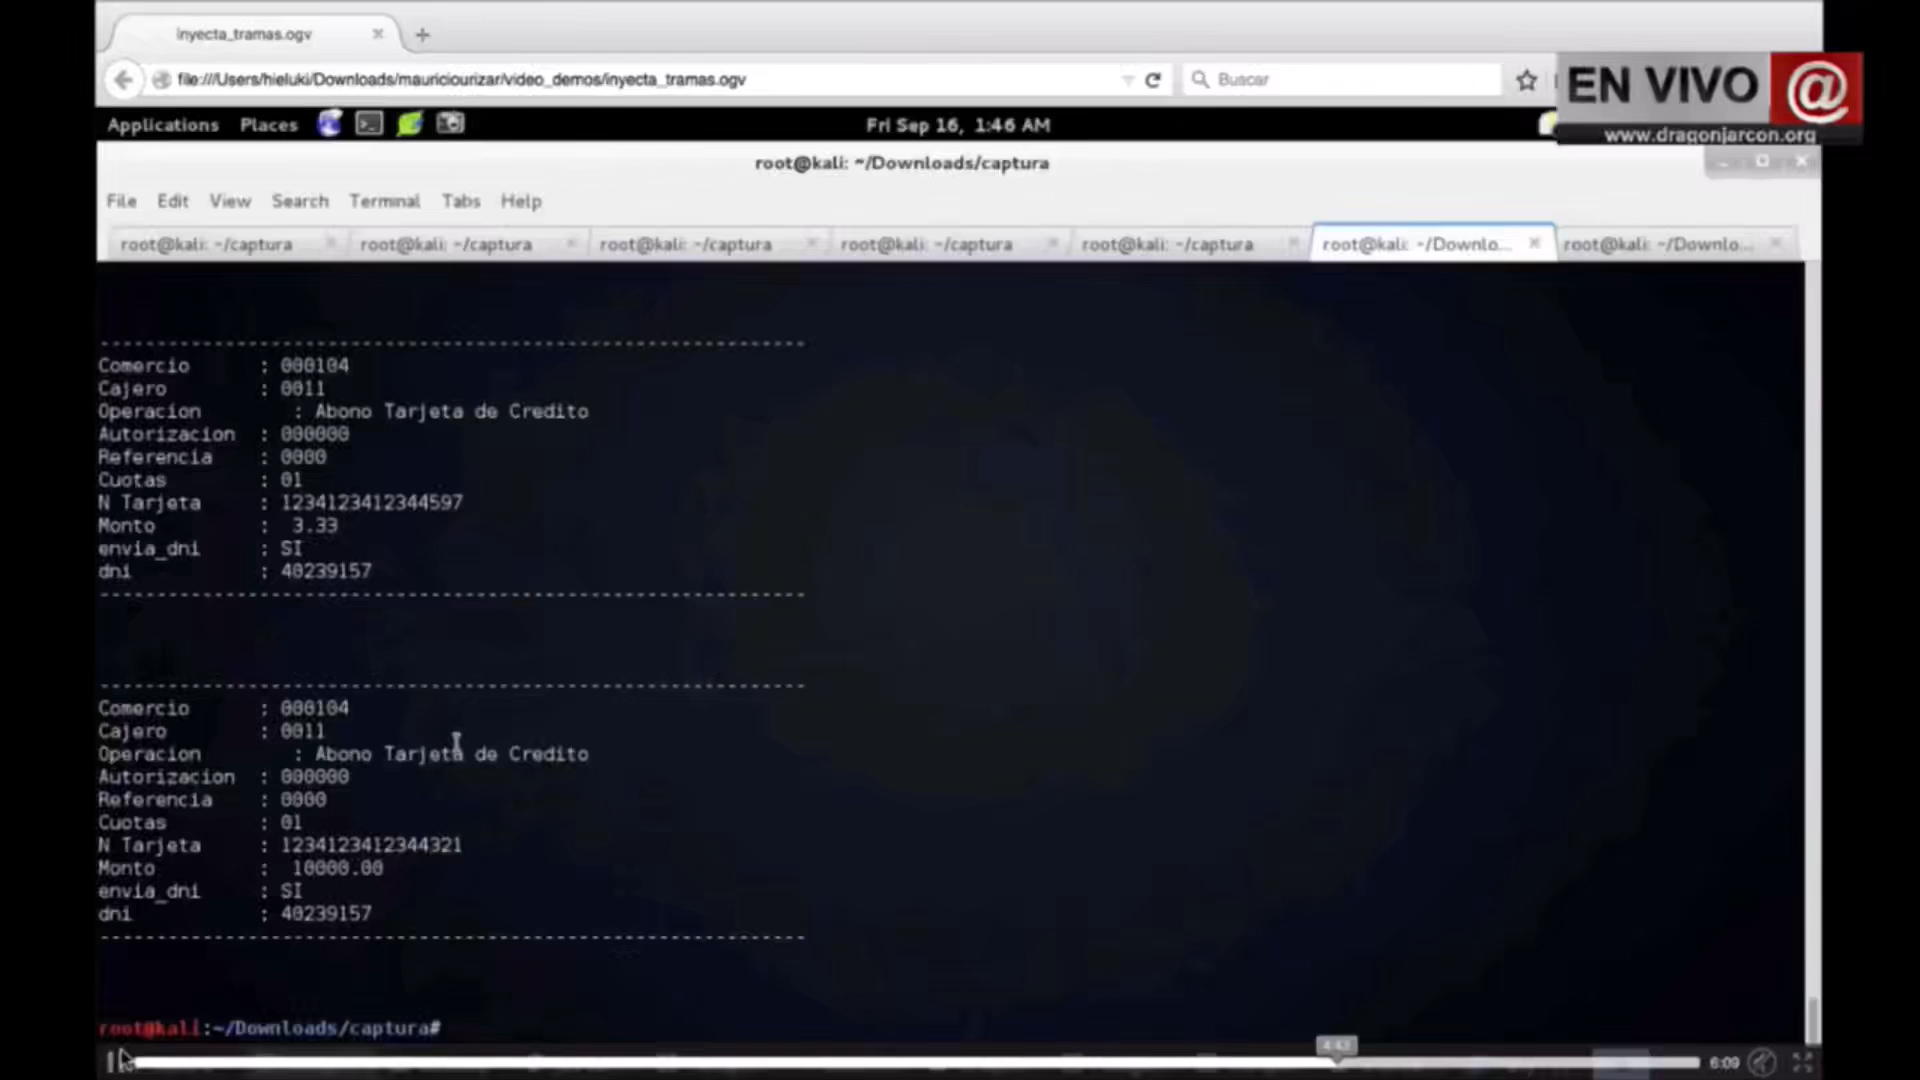 inyecta_tramas.ogv
file:///Users/hieluki/Downloads/mauriciourizar/video_demos/inyecta_tramas.ogv
Buscar
EN VIVO @
www.dragonjarcon.org
Applications Places Fri Sep 16, 1:46 AM
root@kali: ~/Downloads/captura
File Edit View Search Terminal Tabs Help
root@kali: ~/captura root@kali: ~/captura root@kali: ~/captura root@kali: ~/captura root@kali: ~/captura root@kali: ~/Downlo... root@kali: ~/Downlo...
--------------------------------------------------------------
Comercio : 000104
Cajero : 0011
Operacion : Abono Tarjeta de Credito
Autorizacion : 000000
Referencia : 0000
Cuotas : 01
N Tarjeta : 1234123412344597
Monto : 3.33
envia_dni : SI
dni : 40239157
--------------------------------------------------------------
--------------------------------------------------------------
Comercio : 000104
Cajero : 0011
Operacion : Abono Tarjeta de Credito
Autorizacion : 000000
Referencia : 0000
Cuotas : 01
N Tarjeta : 1234123412344321
Monto : 10000.00
envia_dni : SI
dni : 40239157
--------------------------------------------------------------
root@kali:~/Downloads/captura#
4:43
6:09